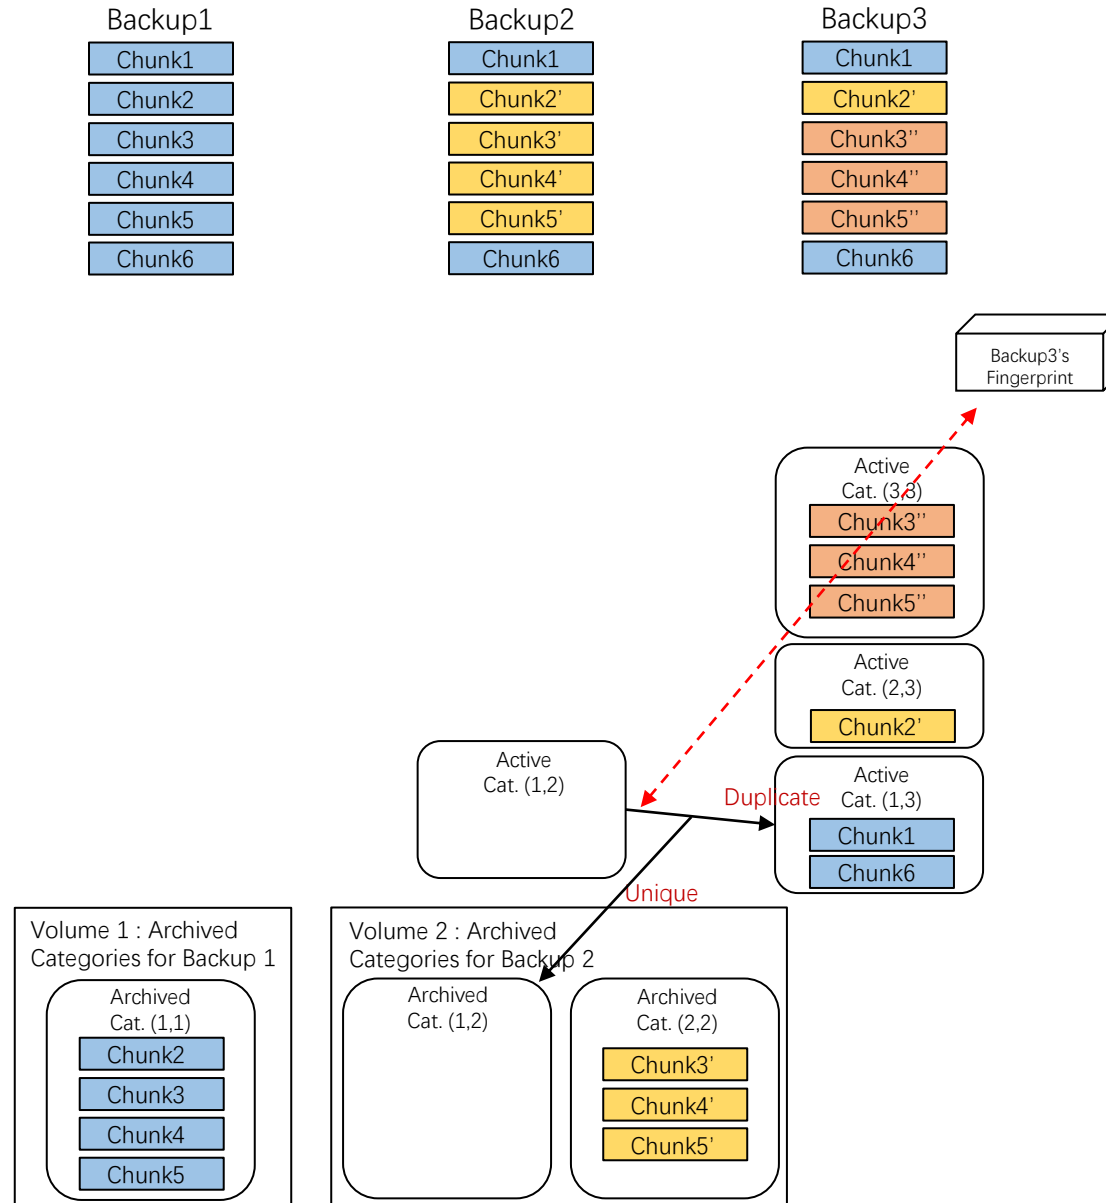 Backup1
Chunk1
Chunk2
Chunk3
Chunk4
Chunk5
Chunk6
Backup2
Chunk1
Chunk2'
Chunk3'
Chunk4'
Chunk5'
Chunk6
Backup3
Chunk1
Chunk2'
Chunk3''
Chunk4''
Chunk5''
Chunk6
Backup3's
Fingerprint
Active
Cat. (3,3)
Chunk3''
Chunk4''
Chunk5''
Active
Cat. (2,3)
Chunk2'
Active
Cat. (1,2)
Duplicate
Active
Cat. (1,3)
Chunk1
Chunk6
Unique
Volume 1 : Archived
Categories for Backup 1
Archived
Cat. (1,1)
Chunk2
Chunk3
Chunk4
Chunk5
Volume 2 : Archived
Categories for Backup 2
Archived
Cat. (1,2)
Archived
Cat. (2,2)
Chunk3'
Chunk4'
Chunk5'